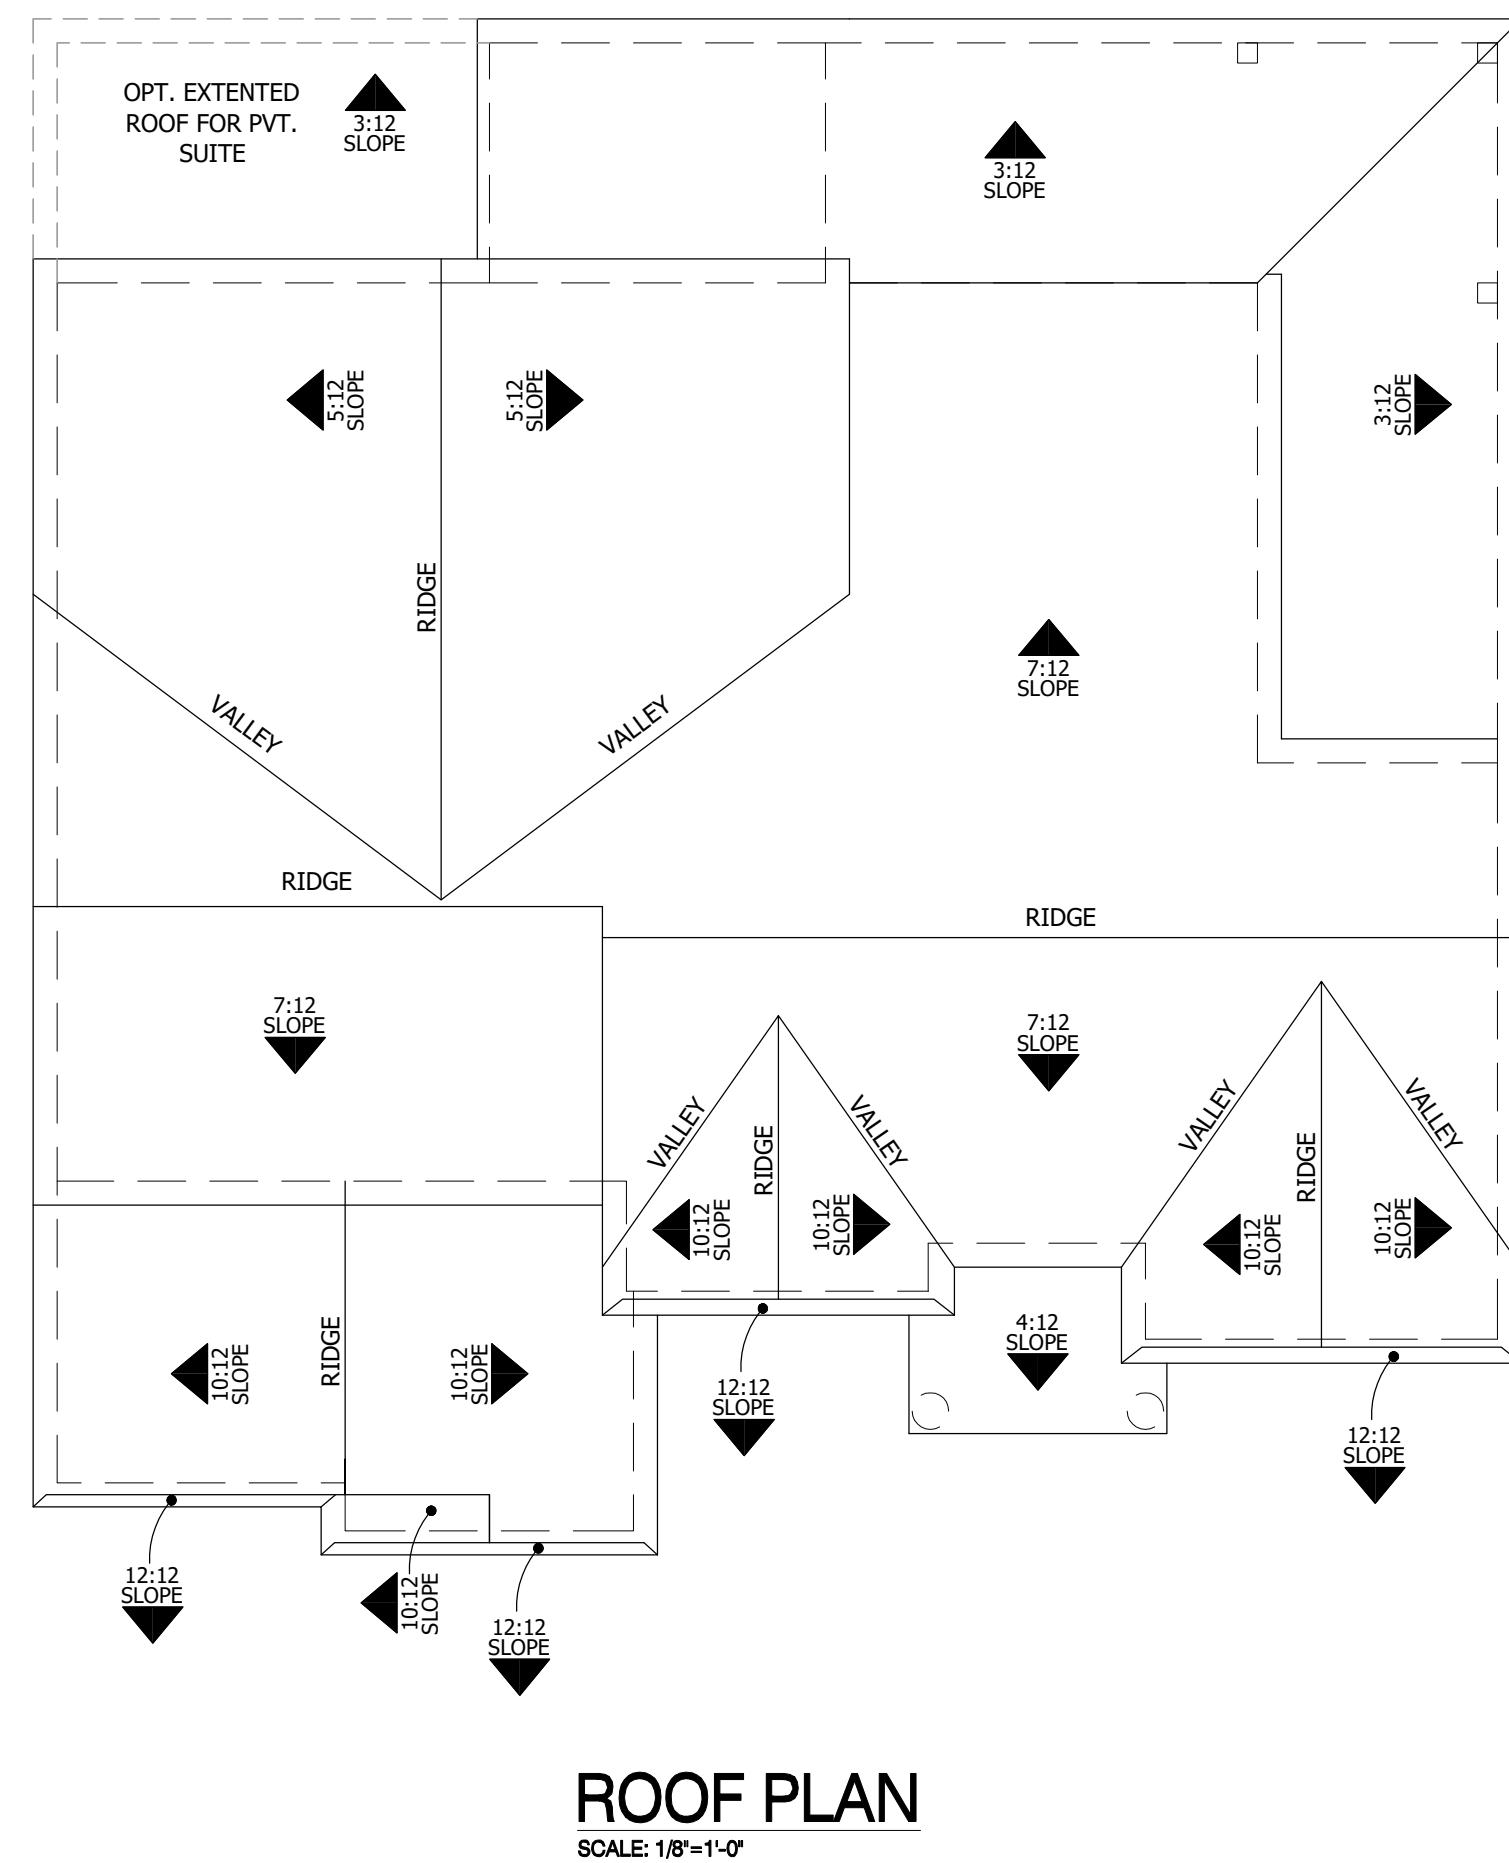 OPT. EXTENTED
ROOF FOR PVT.
SUITE
3:12
SLOPE
3:12
SLOPE
5:12
SLOPE
5:12
SLOPE
3:12
SLOPE
RIDGE
7:12
SLOPE
VALLEY
VALLEY
RIDGE
RIDGE
7:12
SLOPE
7:12
SLOPE
VALLEY
RIDGE
VALLEY
VALLEY
RIDGE
VALLEY
10:12
SLOPE
10:12
SLOPE
10:12
SLOPE
10:12
SLOPE
4:12
SLOPE
10:12
SLOPE
RIDGE
10:12
SLOPE
12:12
SLOPE
12:12
SLOPE
12:12
SLOPE
10:12
SLOPE
12:12
SLOPE
ROOF PLAN
SCALE: 1/8"=1'-0"